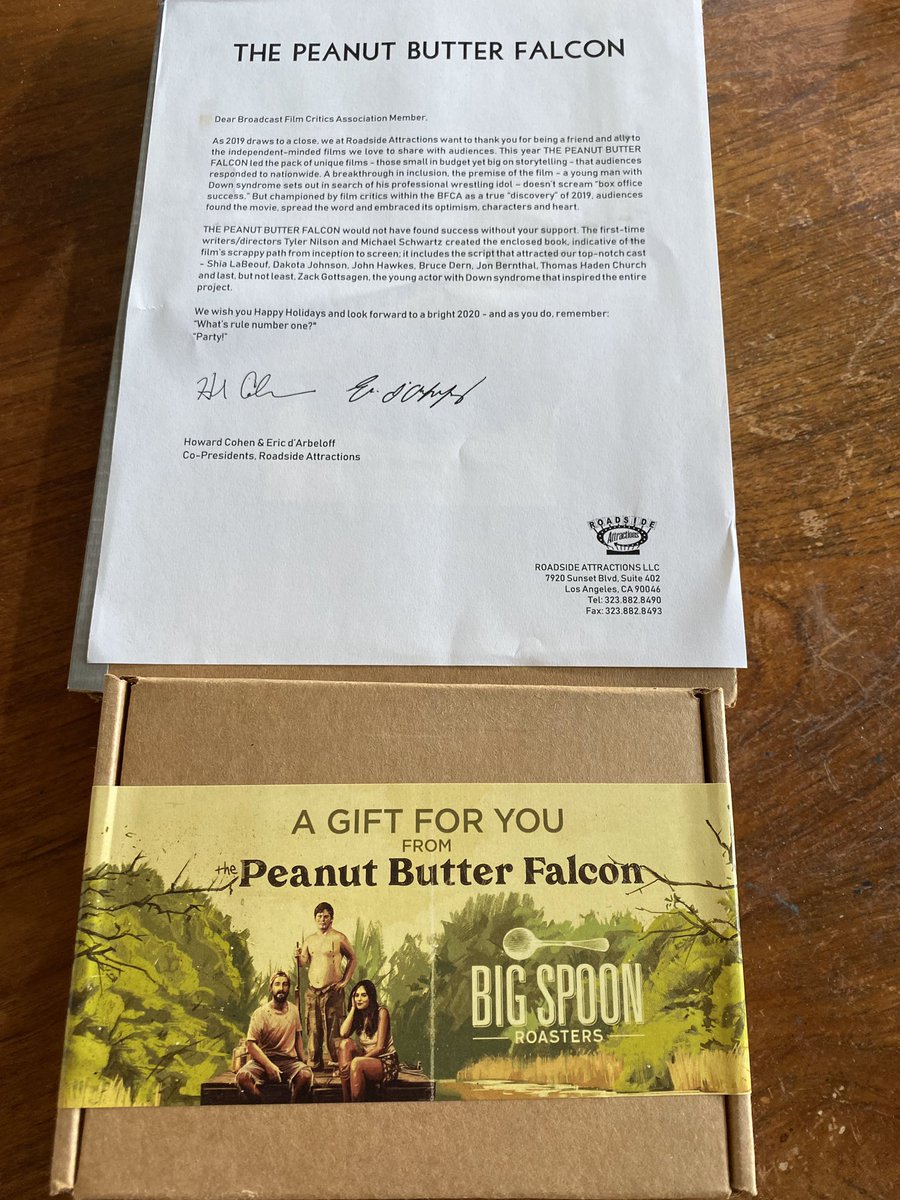 THE PEANUT BUTTER FALCON
Dear Broadcast Film Critics Association Member,
As 2019 draws to a close, we at Roadside Attractions want to thank you for being a friend and ally to
the independent-minded films we love to share with audiences. This year THE PEANUT BUTTER
FALCON led the pack of unique films - those small in budget yet big on storytelling - that audiences
responded to nationwide. A breakthrough in inclusion, the premise of the film - a young man with
Down syndrome sets out in search of his professional wrestling idol – doesn't scream "box office
success." But championed by film critics within the BFCA as a true "discovery" of 2019, audiences
found the movie, spread the word and embraced its optimism, characters and heart.
THE PEANUT BUTTER FALCON would not have found success without your support. The first-time
writers/directors Tyler Nilson and Michael Schwartz created the enclosed book, indicative of the
film's scrappy path from inception to screen; it includes the script that attracted our top-notch cast
- Shia LaBeouf, Dakota Johnson, John Hawkes, Bruce Dern, Jon Bernthal, Thomas Haden Church
and last, but not least, Zack Gottsagen, the young actor with Down syndrome that inspired the entire
project.
We wish you Happy Holidays and look forward to a bright 2020 - and as you do, remember:
"What's rule number one?"
"Party!"
Howard Cohen & Eric d'Arbeloff
Co-Presidents, Roadside Attractions
ROADSIDE
Attractions
ROADSIDE ATTRACTIONS LLC
7920 Sunset Blvd, Suite 402
Los Angeles, CA 90046
Tel: 323.882.8490
Fax: 323.882.8493
A GIFT FOR YOU
FROM
the Peanut Butter Falcon
BIG SPOON
ROASTERS